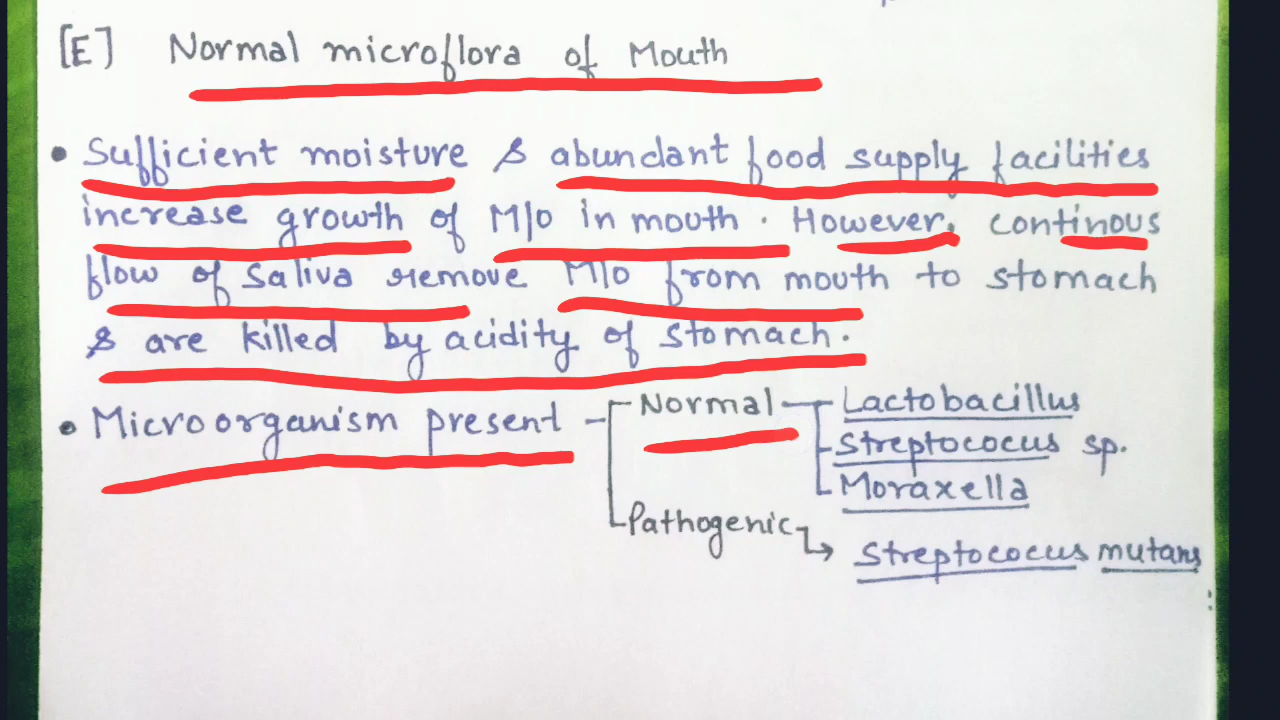 [E] Normal microflora of Mouth
• Sufficient moisture & abundant food supply facilities
increase growth of M/o in mouth. However, continous
flow of Saliva remove M/o from mouth to stomach
& are killed by acidity of stomach.
• Microorganism present - Normal - Lactobacillus
Streptococus sp.
Moraxella
Pathogenic → Streptococus mutans